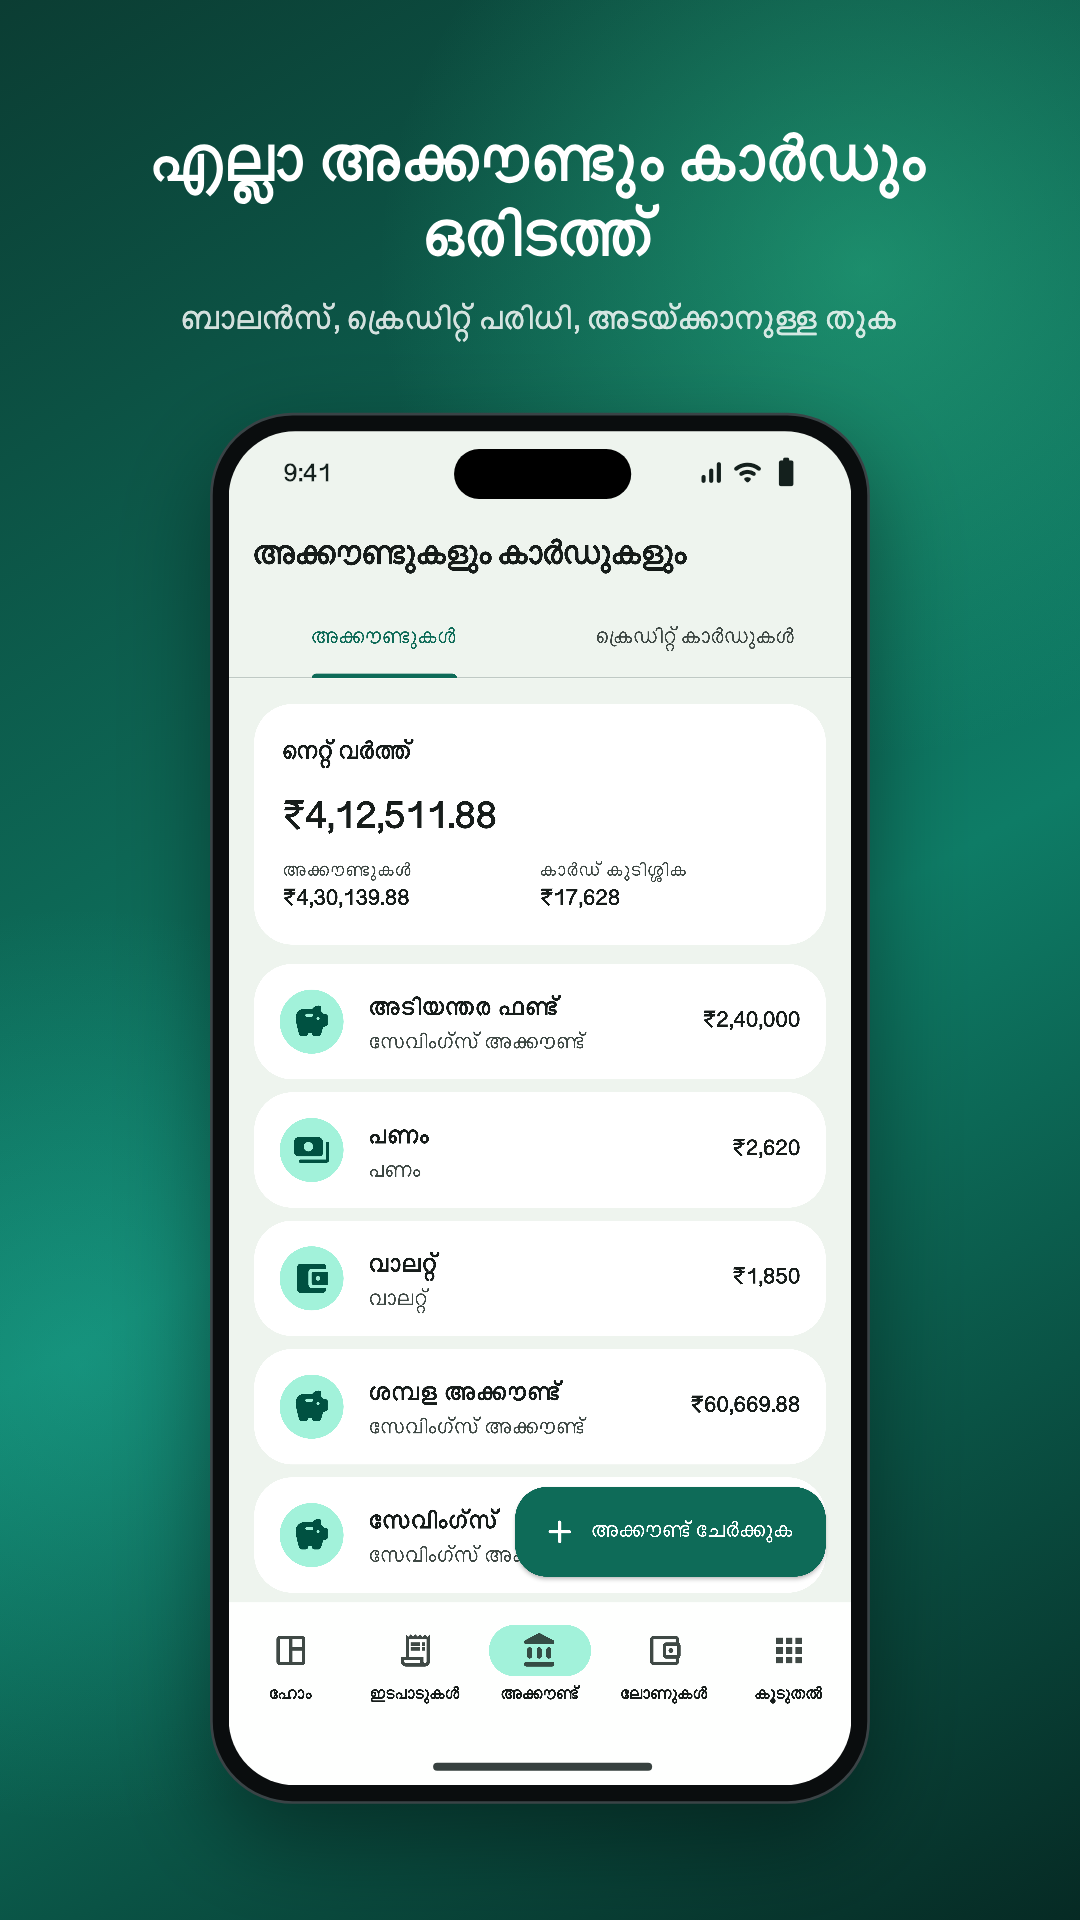 എല്ലാ അക്കൗണ്ടും കാർഡും
ഒരിടത്ത്
ബാലൻസ്, ക്രെഡിറ്റ് പരിധി, അടയ്ക്കാനുള്ള തുക
9:41
അക്കൗണ്ടുകളും കാർഡുകളും
അക്കൗണ്ടുകൾ ക്രെഡിറ്റ് കാർഡുകൾ
നെറ്റ് വർത്ത്
₹4,12,511.88
അക്കൗണ്ടുകൾ കാർഡ് കുടിശ്ശിക
₹4,30,139.88 ₹17,628
അടിയന്തര ഫണ്ട്
₹2,40,000
സേവിംഗ്സ് അക്കൗണ്ട്
പണം
₹2,620
പണം
വാലറ്റ്
₹1,850
വാലറ്റ്
ശമ്പള അക്കൗണ്ട്
₹60,669.88
സേവിംഗ്സ് അക്കൗണ്ട്
സേവിംഗ്സ്
അക്കൗണ്ട് ചേർക്കുക
സേവിംഗ്സ്
ഹോം ഇടപാടുകൾ അക്കൗണ്ട് ലോണുകൾ കൂടുതൽ